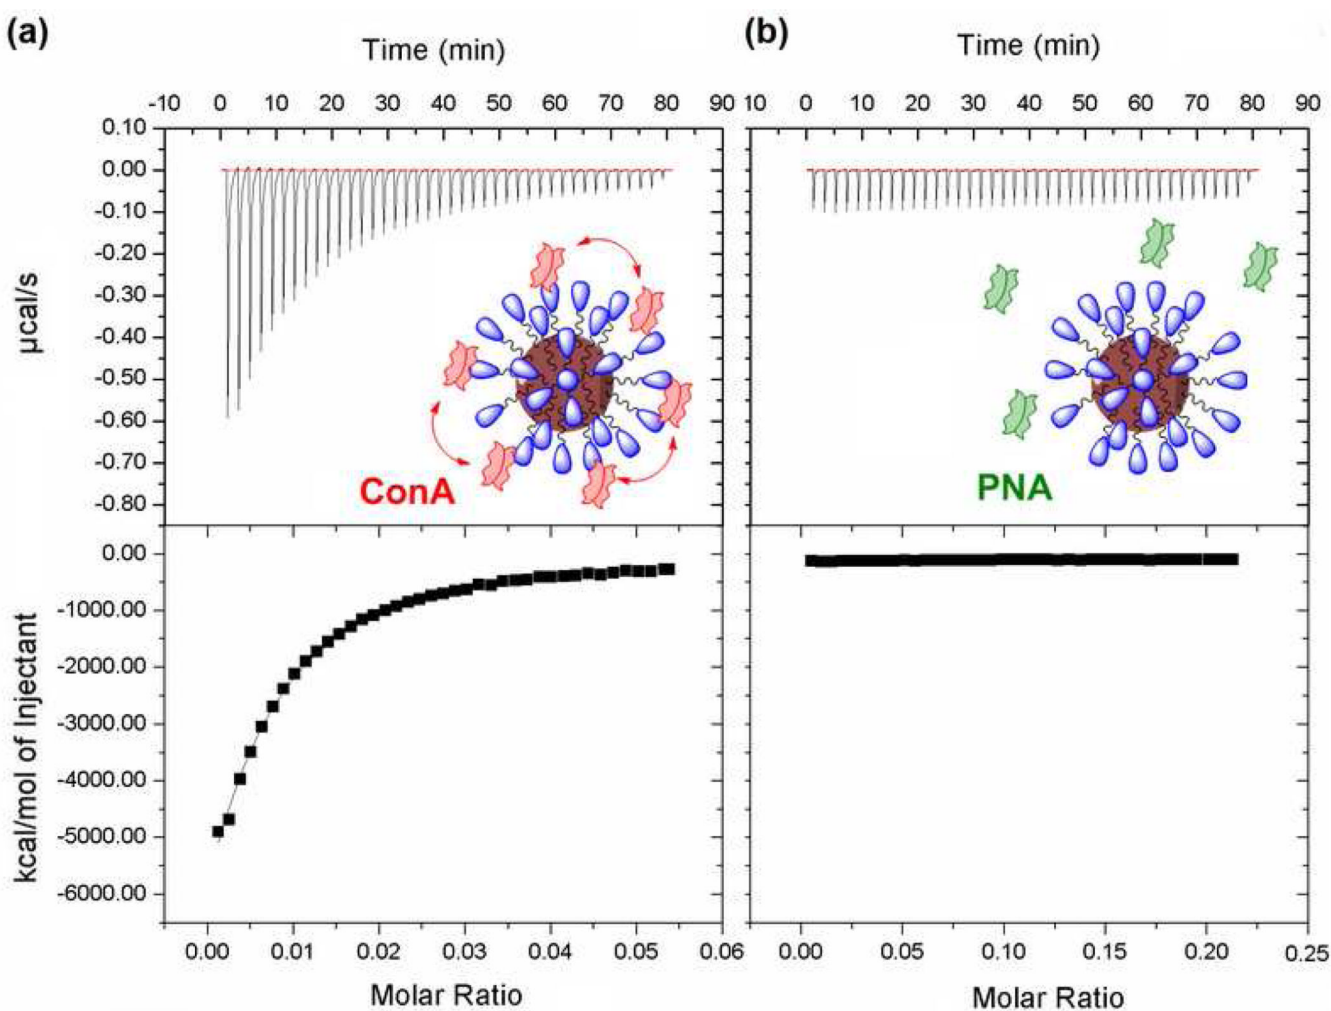 (a)
Time (min)
-10 0 10 20 30 40 50 60 70 80 90
0.10
0.00
-0.10
-0.20
-0.30
-0.40
-0.50
-0.60
-0.70
-0.80
µcal/s
ConA
0.00
-1000.00
-2000.00
-3000.00
-4000.00
-5000.00
-6000.00
kcal/mol of Injectant
0.00 0.01 0.02 0.03 0.04 0.05 0.06
Molar Ratio
(b)
Time (min)
10 0 10 20 30 40 50 60 70 80 90
PNA
0.00 0.05 0.10 0.15 0.20 0.25
Molar Ratio